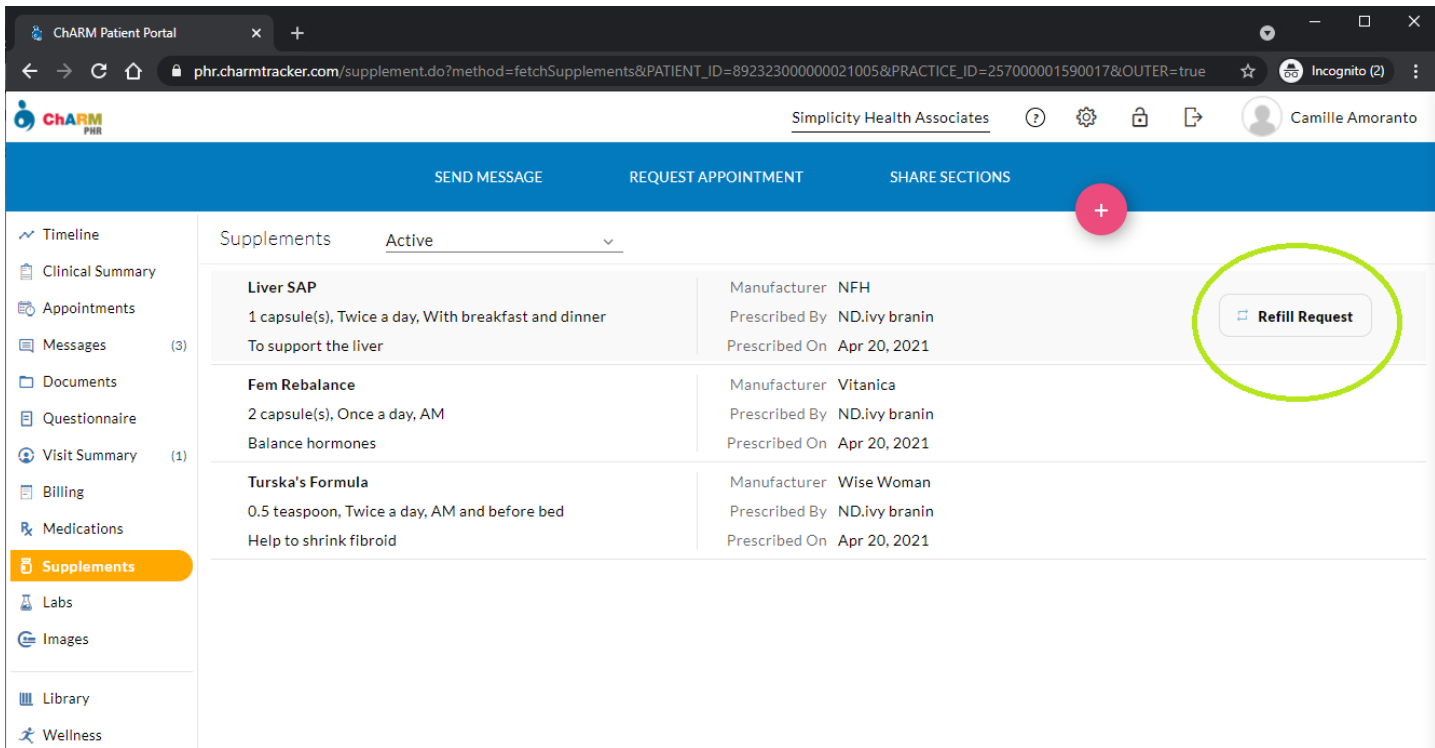 ChARM Patient Portal
phr.charmtracker.com/supplement.do?method=fetchSupplements&PATIENT_ID=892323000000021005&PRACTICE_ID=257000001590017&OUTER=true
Incognito (2)
ChARM
PHR
Simplicity Health Associates
Camille Amoranto
SEND MESSAGE
REQUEST APPOINTMENT
SHARE SECTIONS
Timeline
Clinical Summary
Appointments
Messages (3)
Documents
Questionnaire
Visit Summary (1)
Billing
Medications
Supplements
Labs
Images
Library
Wellness
Supplements Active
Liver SAP
1 capsule(s), Twice a day, With breakfast and dinner
To support the liver
Manufacturer NFH
Prescribed By ND.ivy branin
Prescribed On Apr 20, 2021
Refill Request
Fem Rebalance
2 capsule(s), Once a day, AM
Balance hormones
Manufacturer Vitanica
Prescribed By ND.ivy branin
Prescribed On Apr 20, 2021
Turska's Formula
0.5 teaspoon, Twice a day, AM and before bed
Help to shrink fibroid
Manufacturer Wise Woman
Prescribed By ND.ivy branin
Prescribed On Apr 20, 2021